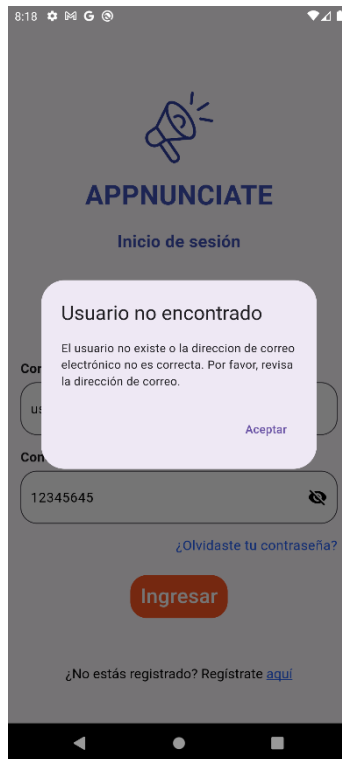 8:18
APPNUNCIATE
Inicio de sesión
Usuario no encontrado
El usuario no existe o la direccion de correo
electrónico no es correcta. Por favor, revisa
la dirección de correo.
Aceptar
12345645
¿Olvidaste tu contraseña?
Ingresar
¿No estás registrado? Regístrate aquí